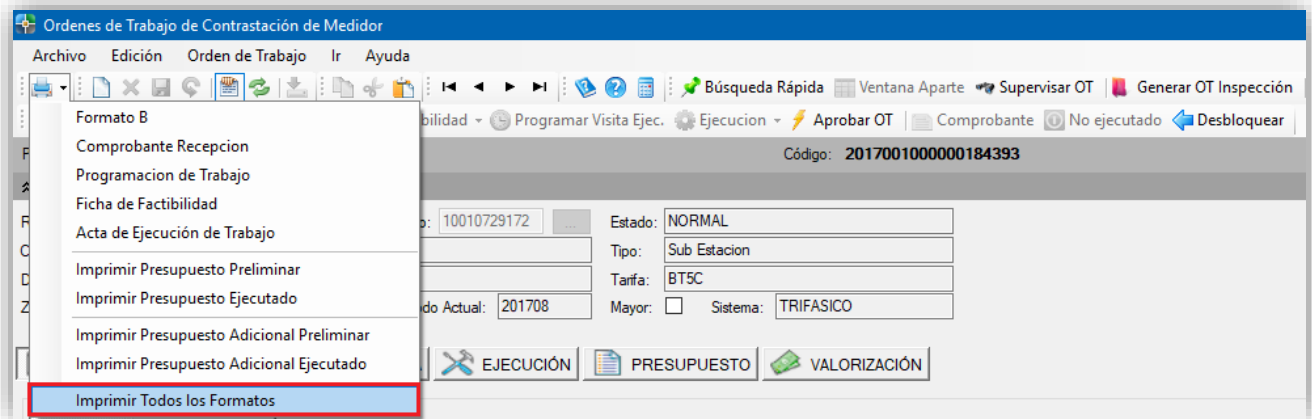 Ordenes de Trabajo de Contrastación de Medidor
Archivo Edición Orden de Trabajo Ir Ayuda
Búsqueda Rápida Ventana Aparte Supervisar OT Generar OT Inspección
Formato B
Programar Visita Ejec. Ejecucion Aprobar OT Comprobante No ejecutado Desbloquear
Comprobante Recepcion
Código: 2017001000000184393
Programacion de Trabajo
Ficha de Factibilidad
10010729172 ... Estado: NORMAL
Acta de Ejecución de Trabajo
Tipo: Sub Estacion
Imprimir Presupuesto Preliminar
Tarifa: BT5C
Imprimir Presupuesto Ejecutado
Actual: 201708 Mayor: Sistema: TRIFASICO
Imprimir Presupuesto Adicional Preliminar
Imprimir Presupuesto Adicional Ejecutado
EJECUCIÓN PRESUPUESTO VALORIZACIÓN
Imprimir Todos los Formatos